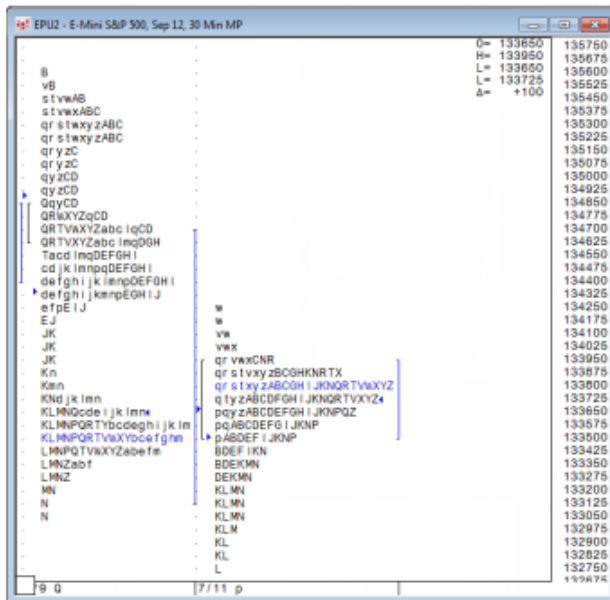 EPU2 - E-Mini S&P 500, Sep 12, 30 Min MP
O= 133650
H= 133950
L= 133650
L= 133725
Δ= +100
135750
135675
B 135600
vB 135525
stvwAB 135450
stvwxABC 135375
qrstwxyzABC 135300
qrstwxyzABC 135225
qryzC 135150
qryzC 135075
qyzCD 135000
qyzCD 134925
QqyCD 134850
QRWXYZqCD 134775
QRTVWXYZabclqCD 134700
QRTVXYZabclmqDGH 134625
TacdlmqDEFGHI 134550
cdjklmnpqDEFGHI 134475
defghijklmnpDEFGHI 134400
defghijkmnpEGHIJ 134325
efpEIJ w 134250
EJ w 134175
JK vw 134100
JK vwx 134025
JK qrvwxCNR 133950
Kn qrstvxyzBCGHKNRTX 133875
Kmn qrstxyzABCGHIJKNQRTVWXYZ 133800
KNdjklmn qtyzABCDFGHIJKNQRTVXYZ 133725
KLMNQcdeijklmn pqyzABCDEFGHIJKNPQZ 133650
KLMNPQRTYbcdeghijklm pqABCDEFGIJKNP 133575
KLMNPQRTVWXYbcefghm pABDEFIJKNP 133500
LMNPQTVWXYZabefm BDEFIKN 133425
LMNZabf BDEKMN 133350
LMNZ DEKMN 133275
MN KLMN 133200
N KLMN 133125
N KLMN 133050
KLM 132975
KL 132900
KL 132825
L 132750
132675
9 Q 7/11 p